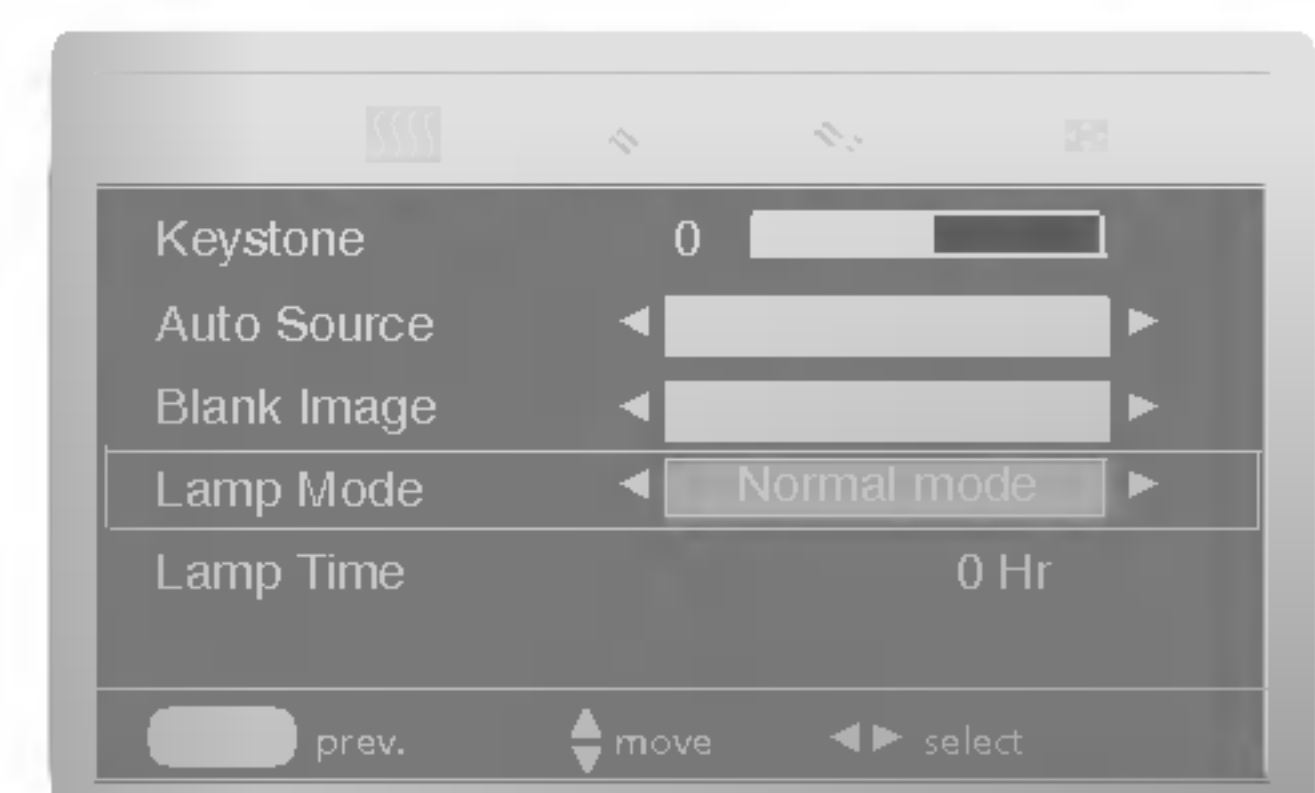 Keystone 0
Auto Source
Blank Image
Lamp Mode Normal mode
Lamp Time 0 Hr
prev. move select